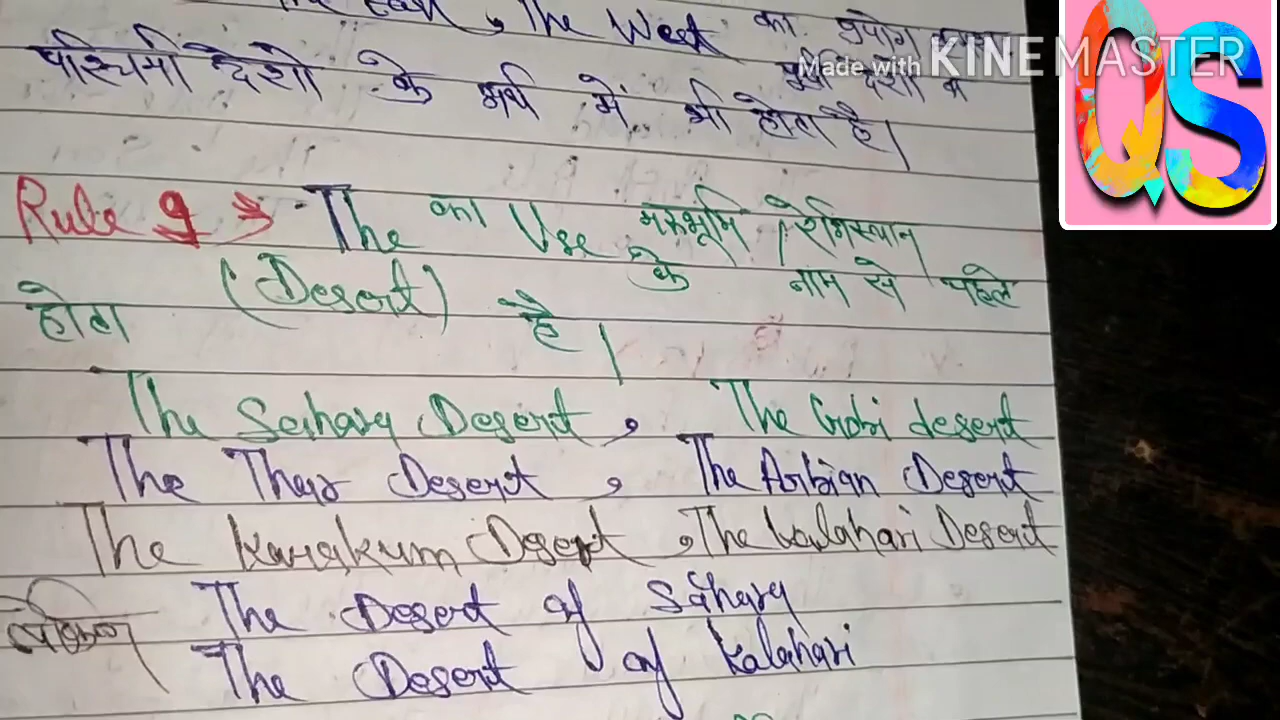 The East, The West का प्रयोग
पूर्वी देशो व
पश्चिमी देशो के अर्थ में भी होता है।
Made with KINEMASTER
QS
Rule 9 → The का Use मरुभूमि / रेगिस्तान
(Desert) के नाम से पहले
होता है।
The Sahara Desert, The Gobi desert
The Thar Desert, The Arbian Desert
The Karakum Desert, The Kalahari Desert
लेकिन The Desert of Sahara
The Desert of Kalahari